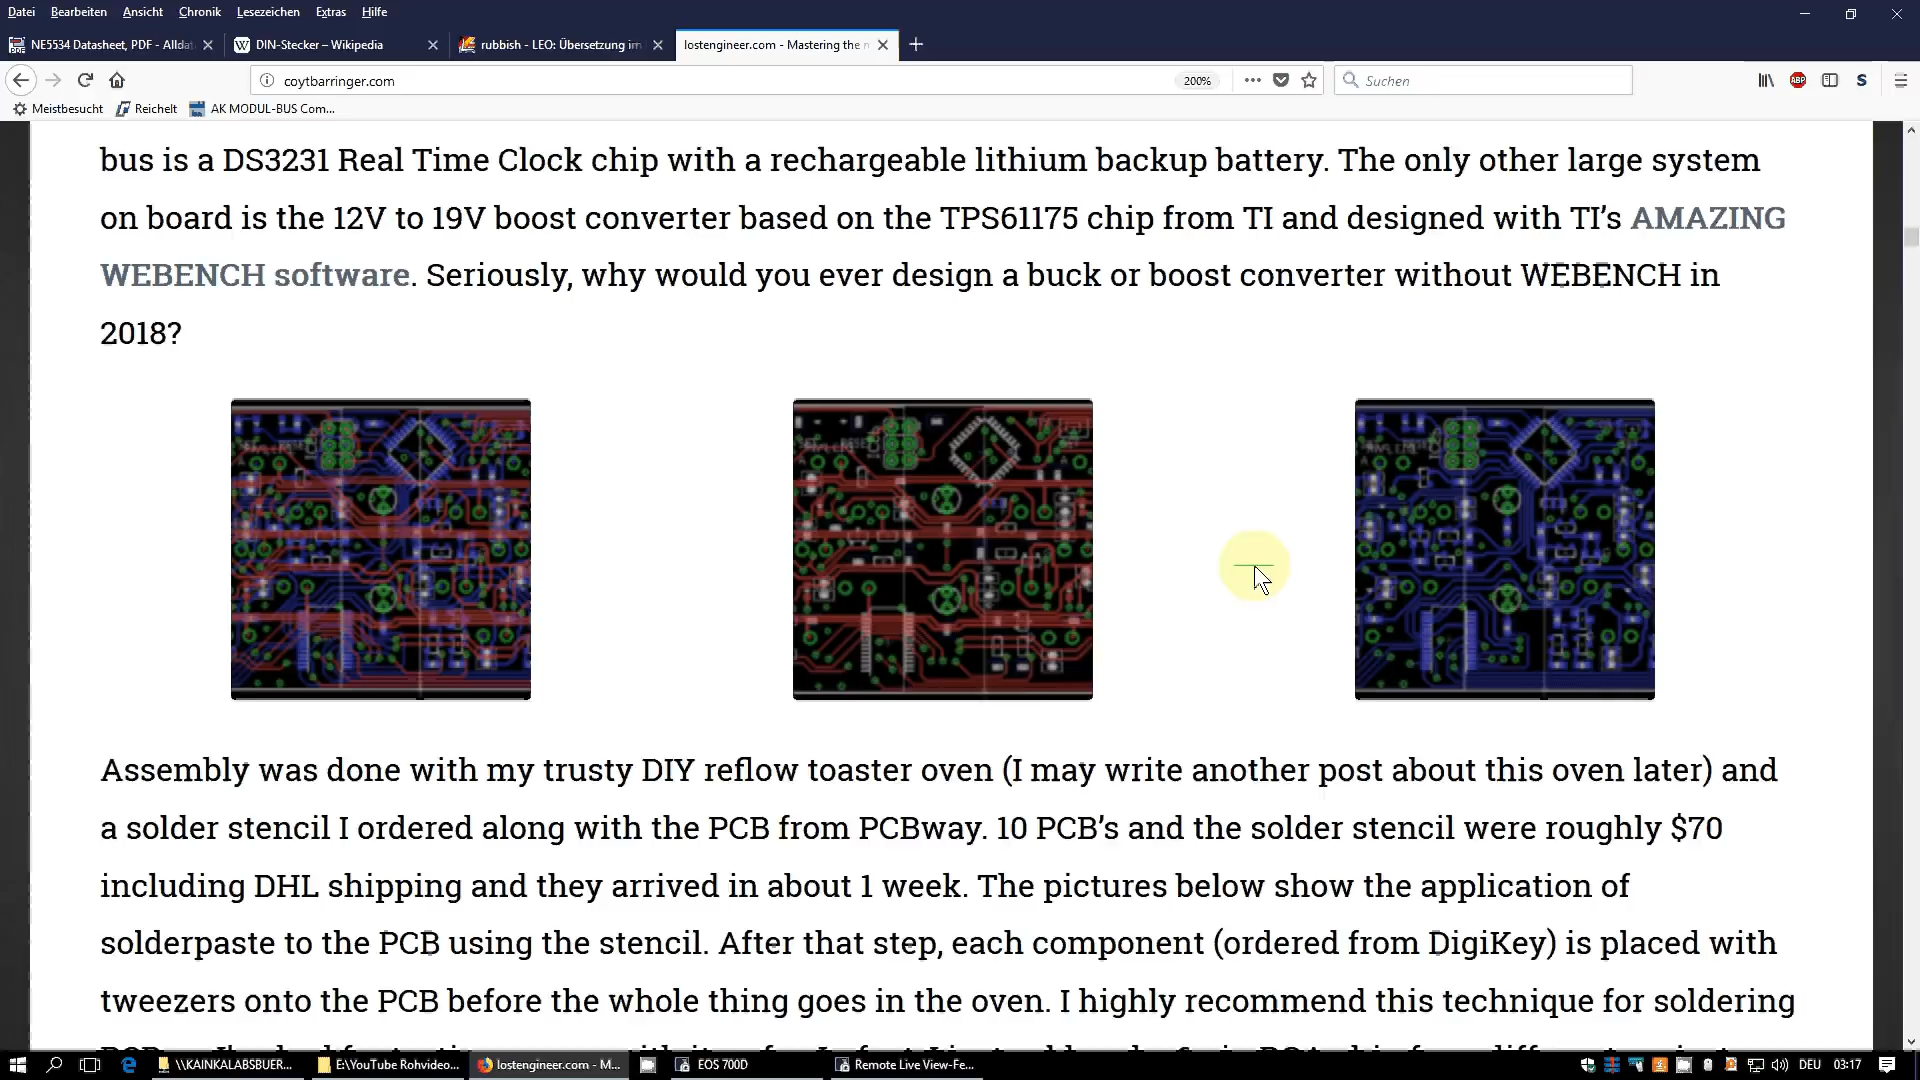 Datei Bearbeiten Ansicht Chronik Lesezeichen Extras Hilfe
NE5534 Datasheet, PDF - Alldat
DIN-Stecker – Wikipedia
rubbish - LEO: Übersetzung im
lostengineer.com - Mastering the n
coytbarringer.com
200%
Suchen
ABP
S
Meistbesucht
Reichelt
AK MODUL-BUS Com...
bus is a DS3231 Real Time Clock chip with a rechargeable lithium backup battery. The only other large system
on board is the 12V to 19V boost converter based on the TPS61175 chip from TI and designed with TI’s AMAZING
WEBENCH software. Seriously, why would you ever design a buck or boost converter without WEBENCH in
2018?
Assembly was done with my trusty DIY reflow toaster oven (I may write another post about this oven later) and
a solder stencil I ordered along with the PCB from PCBway. 10 PCB’s and the solder stencil were roughly $70
including DHL shipping and they arrived in about 1 week. The pictures below show the application of
solderpaste to the PCB using the stencil. After that step, each component (ordered from DigiKey) is placed with
tweezers onto the PCB before the whole thing goes in the oven. I highly recommend this technique for soldering
\\KAINKALABSBUER...
E:\YouTube Rohvideo...
lostengineer.com - M...
EOS 700D
Remote Live View-Fe...
DEU
03:17